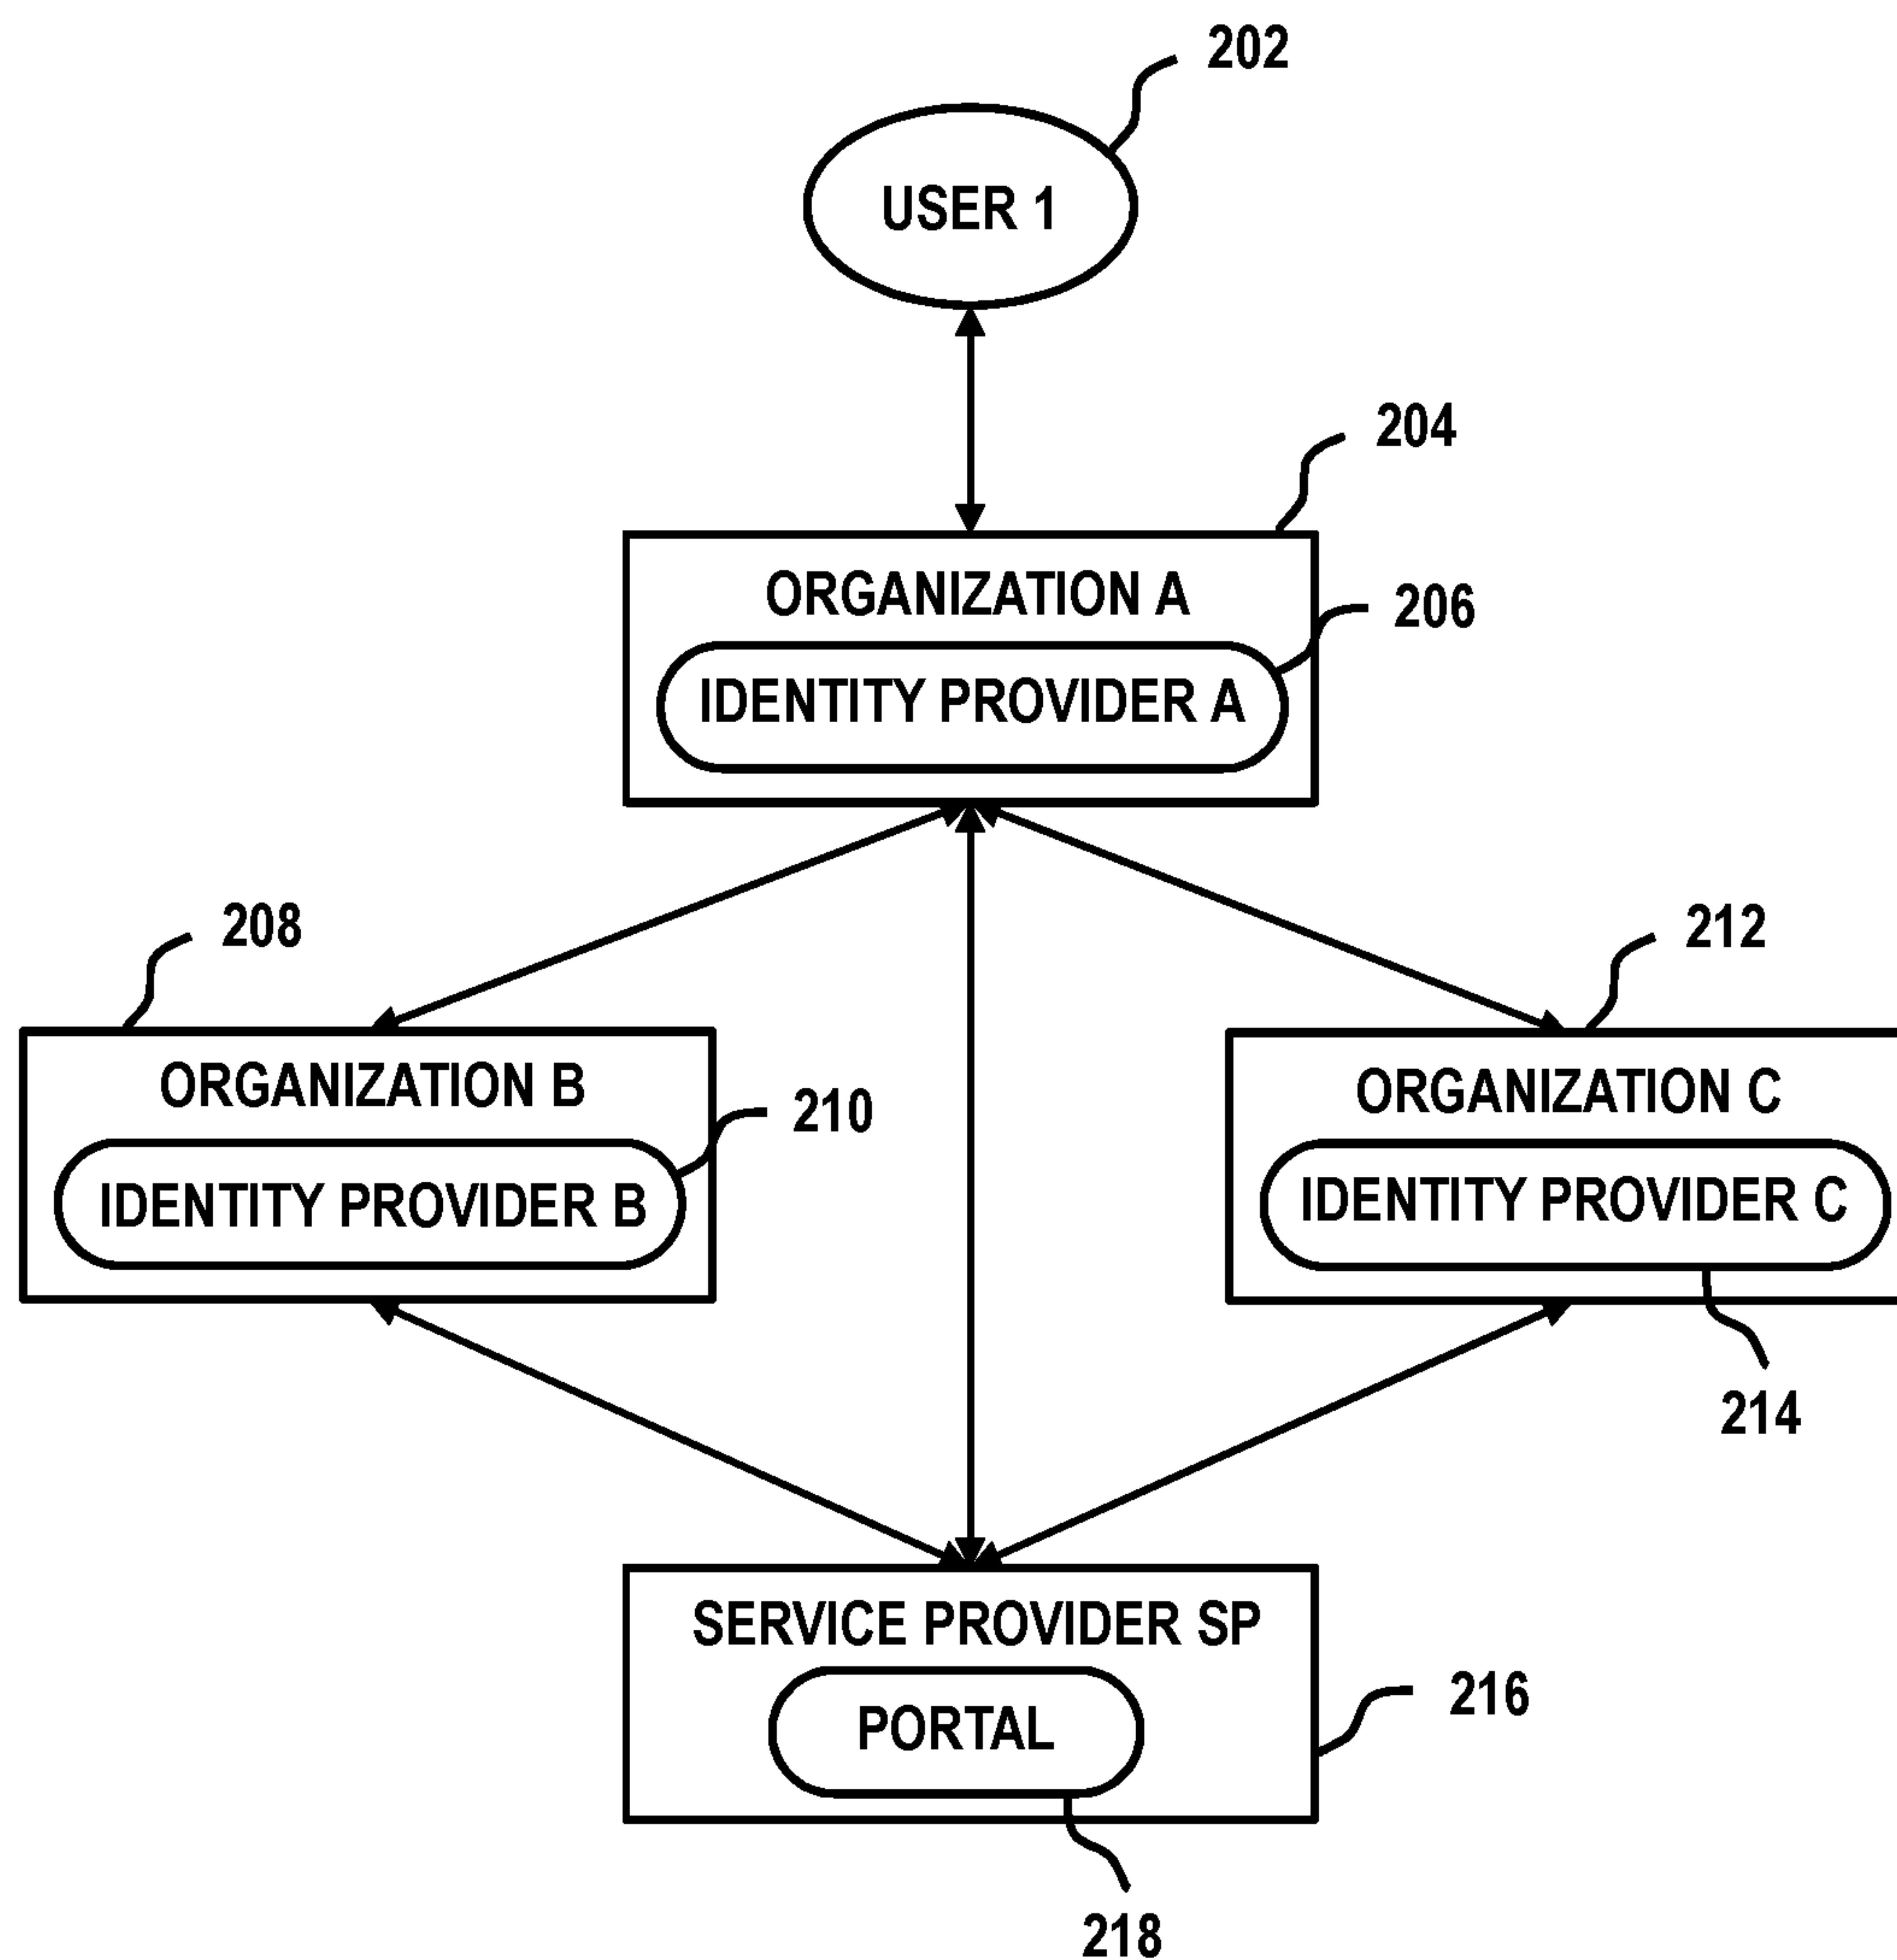 202
USER 1
204
ORGANIZATION A
206
IDENTITY PROVIDER A
208
212
ORGANIZATION B
210
ORGANIZATION C
IDENTITY PROVIDER B
IDENTITY PROVIDER C
214
SERVICE PROVIDER SP
216
PORTAL
218